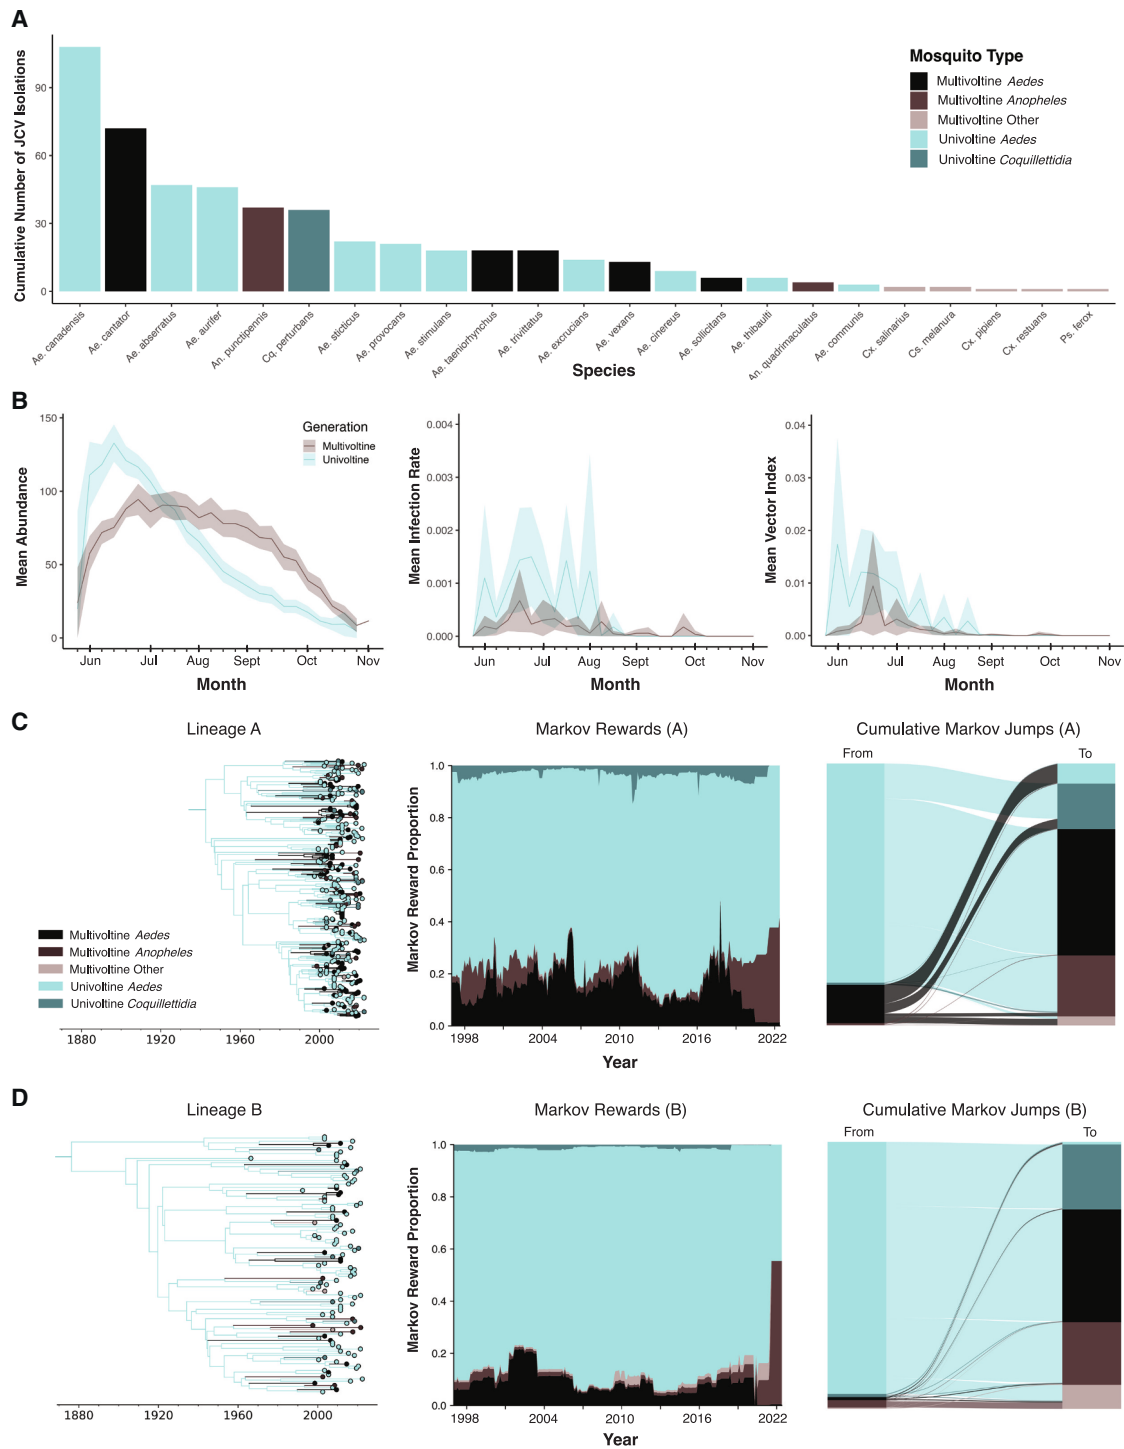 A
Cumulative Number of JCV Isolations
90
60
30
0
Mosquito Type
Multivoltine Aedes
Multivoltine Anopheles
Multivoltine Other
Univoltine Aedes
Univoltine Coquillettidia
Ae. canadensis
Ae. cantator
Ae. abserratus
Ae. aurifer
An. punctipennis
Cq. perturbans
Ae. sticticus
Ae. provocans
Ae. stimulans
Ae. taeniorhynchus
Ae. trivittatus
Ae. excrucians
Ae. vexans
Ae. cinereus
Ae. sollicitans
Ae. thibaulti
An. quadrimaculatus
Ae. communis
Cx. salinarius
Cs. melanura
Cx. pipiens
Cx. restuans
Ps. ferox
Species
B
Mean Abundance
150
100
50
0
Generation
Multivoltine
Univoltine
Jun Jul Aug Sept Oct Nov
Month
Mean Infection Rate
0.004
0.003
0.002
0.001
0.000
Jun Jul Aug Sept Oct Nov
Month
Mean Vector Index
0.04
0.03
0.02
0.01
0.00
Jun Jul Aug Sept Oct Nov
Month
C
Lineage A
Multivoltine Aedes
Multivoltine Anopheles
Multivoltine Other
Univoltine Aedes
Univoltine Coquillettidia
1880 1920 1960 2000
Markov Rewards (A)
Markov Reward Proportion
1.0
0.8
0.6
0.4
0.2
0.0
1998 2004 2010 2016 2022
Year
Cumulative Markov Jumps (A)
From To
D
Lineage B
1880 1920 1960 2000
Markov Rewards (B)
Markov Reward Proportion
1.0
0.8
0.6
0.4
0.2
0.0
1998 2004 2010 2016 2022
Year
Cumulative Markov Jumps (B)
From To